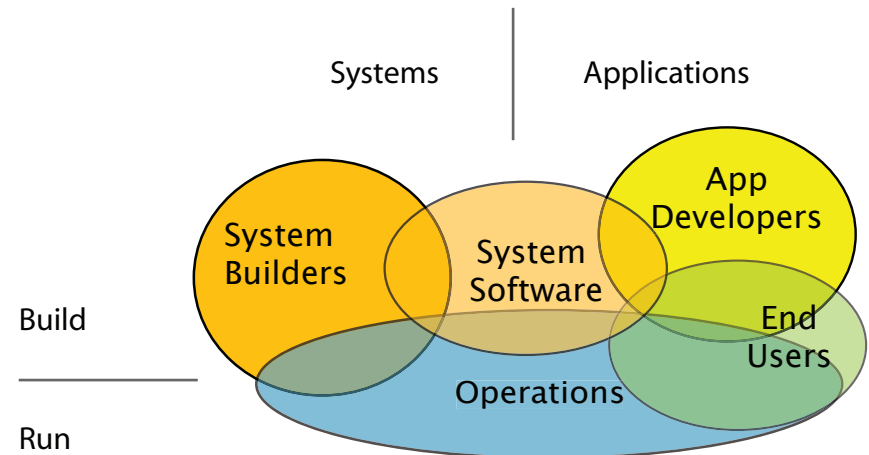 Systems
Applications
App
Developers
System
Builders
System
Software
End
Users
Build
Operations
Run